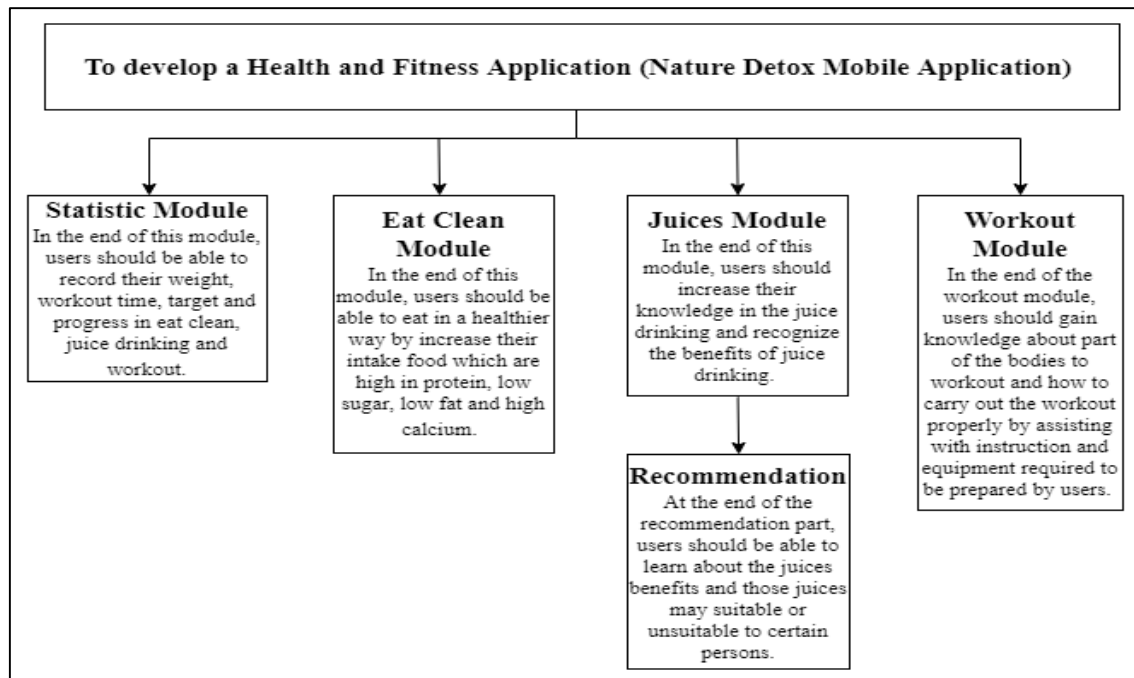 To develop a Health and Fitness Application (Nature Detox Mobile Application)
Statistic Module
In the end of this module,
users should be able to
record their weight,
workout time, target and
progress in eat clean,
juice drinking and
workout.
Eat Clean
Module
In the end of this
module, users should be
able to eat in a healthier
way by increase their
intake food which are
high in protein, low
sugar, low fat and high
calcium.
Juices Module
In the end of this
module, users should
increase their
knowledge in the juice
drinking and recognize
the benefits of juice
drinking.
Recommendation
At the end of the
recommendation part,
users should be able to
learn about the juices
benefits and those juices
may suitable or
unsuitable to certain
persons.
Workout
Module
In the end of the
workout module,
users should gain
knowledge about part
of the bodies to
workout and how to
carry out the workout
properly by assisting
with instruction and
equipment required to
be prepared by users.